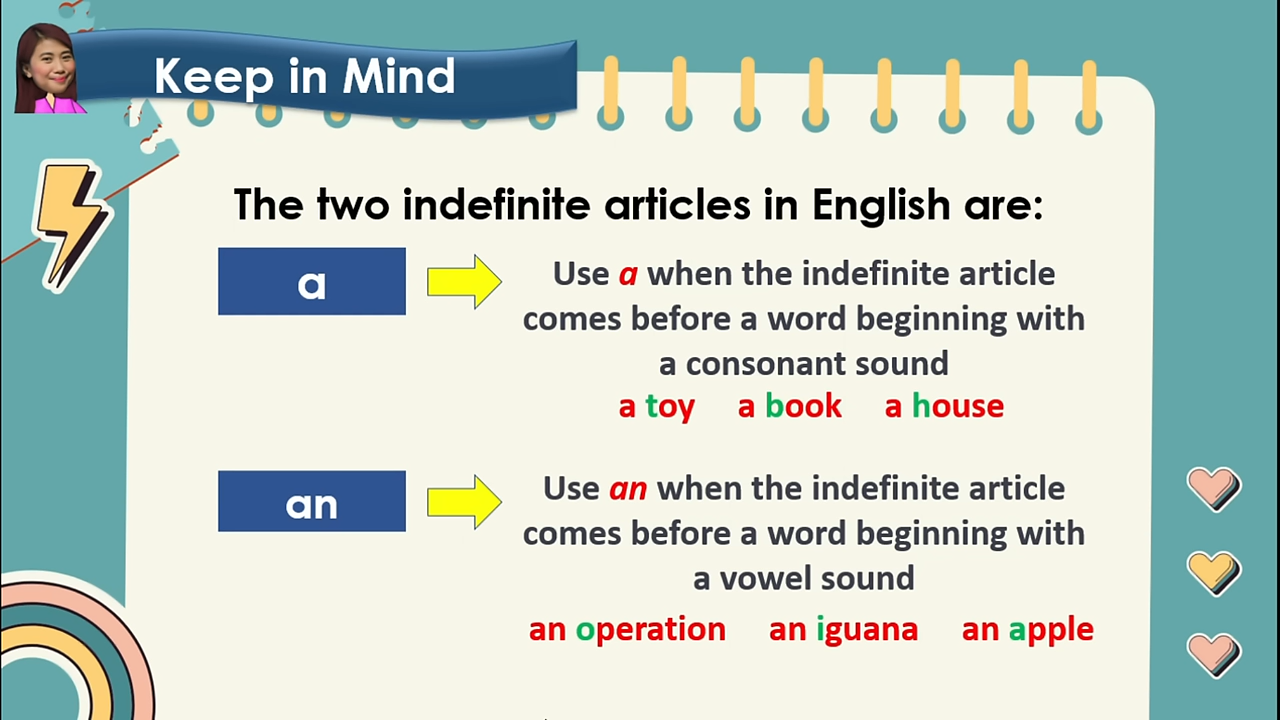 Keep in Mind
The two indefinite articles in English are:
a
Use a when the indefinite article
comes before a word beginning with
a consonant sound
a toy a book a house
an
Use an when the indefinite article
comes before a word beginning with
a vowel sound
an operation an iguana an apple